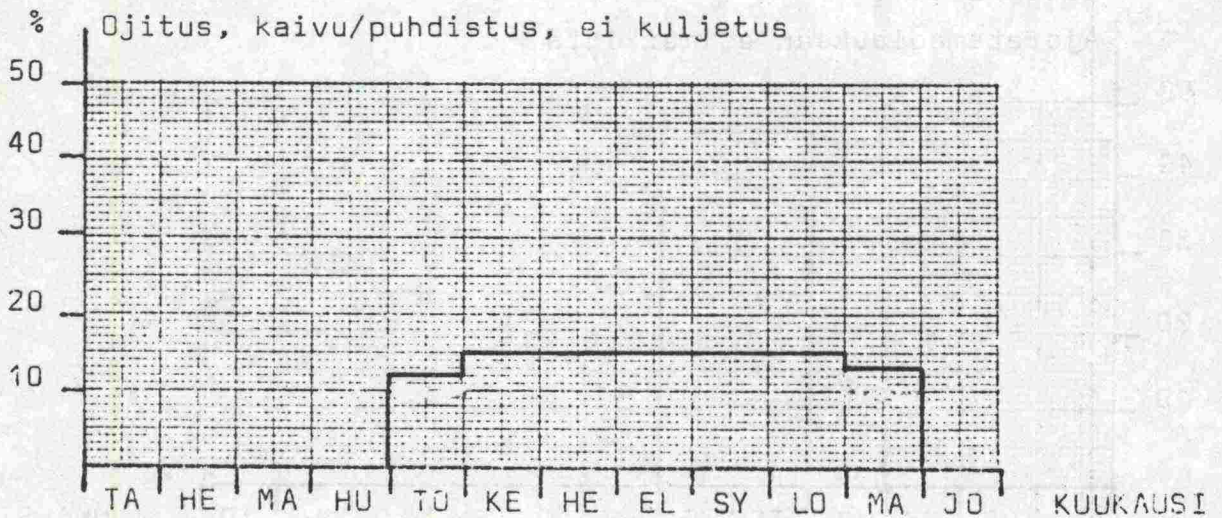 % Ojitus, kaivu/puhdistus, ei kuljetus
50
40
30
20
10
TA HE MA HU TO KE HE EL SY LO MA JO KUUKAUSI